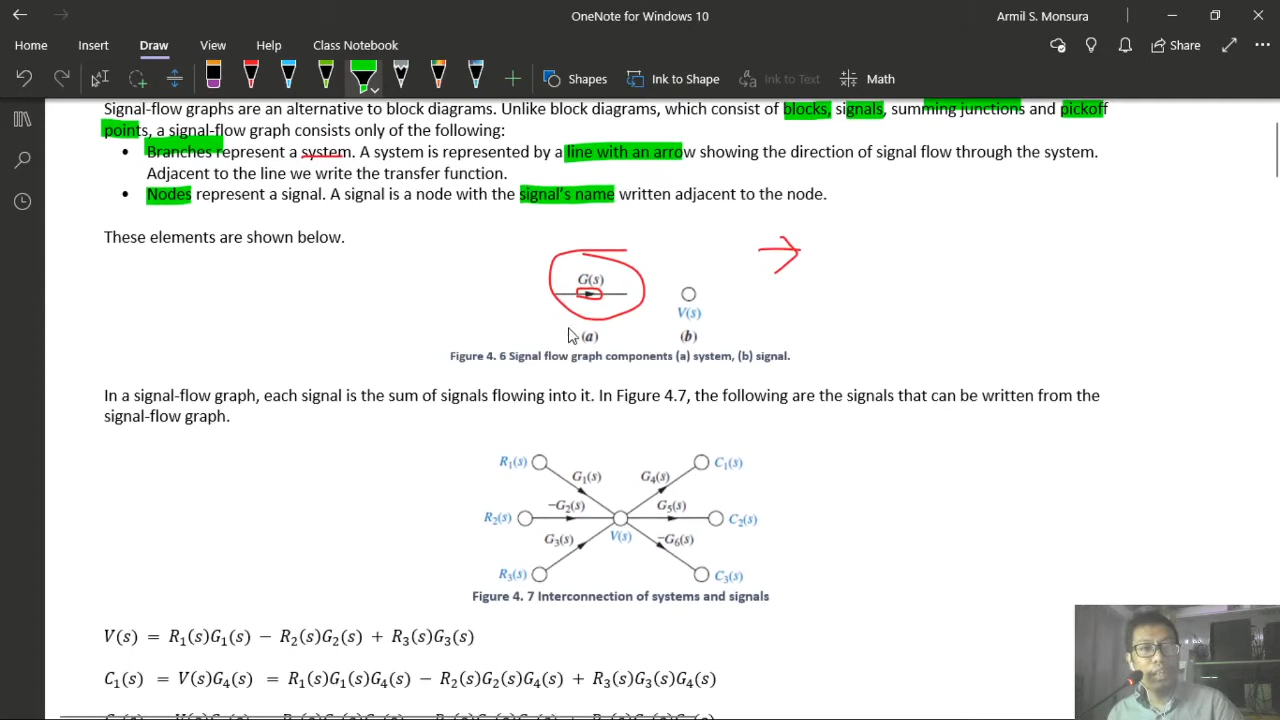 OneNote for Windows 10
Armil S. Monsura
Home Insert Draw View Help Class Notebook
Share
Shapes Ink to Shape Ink to Text Math
Signal-flow graphs are an alternative to block diagrams. Unlike block diagrams, which consist of blocks, signals, summing junctions and pickoff
points, a signal-flow graph consists only of the following:
• Branches represent a system. A system is represented by a line with an arrow showing the direction of signal flow through the system.
Adjacent to the line we write the transfer function.
• Nodes represent a signal. A signal is a node with the signal's name written adjacent to the node.
These elements are shown below.
G(s)
V(s)
(a) (b)
Figure 4. 6 Signal flow graph components (a) system, (b) signal.
In a signal-flow graph, each signal is the sum of signals flowing into it. In Figure 4.7, the following are the signals that can be written from the
signal-flow graph.
R₁(s) C₁(s)
G₁(s) G₄(s)
−G₂(s) G₅(s)
R₂(s) C₂(s)
G₃(s) V(s) −G₆(s)
R₃(s) C₃(s)
Figure 4. 7 Interconnection of systems and signals
V(s) = R₁(s)G₁(s) − R₂(s)G₂(s) + R₃(s)G₃(s)
C₁(s) = V(s)G₄(s) = R₁(s)G₁(s)G₄(s) − R₂(s)G₂(s)G₄(s) + R₃(s)G₃(s)G₄(s)